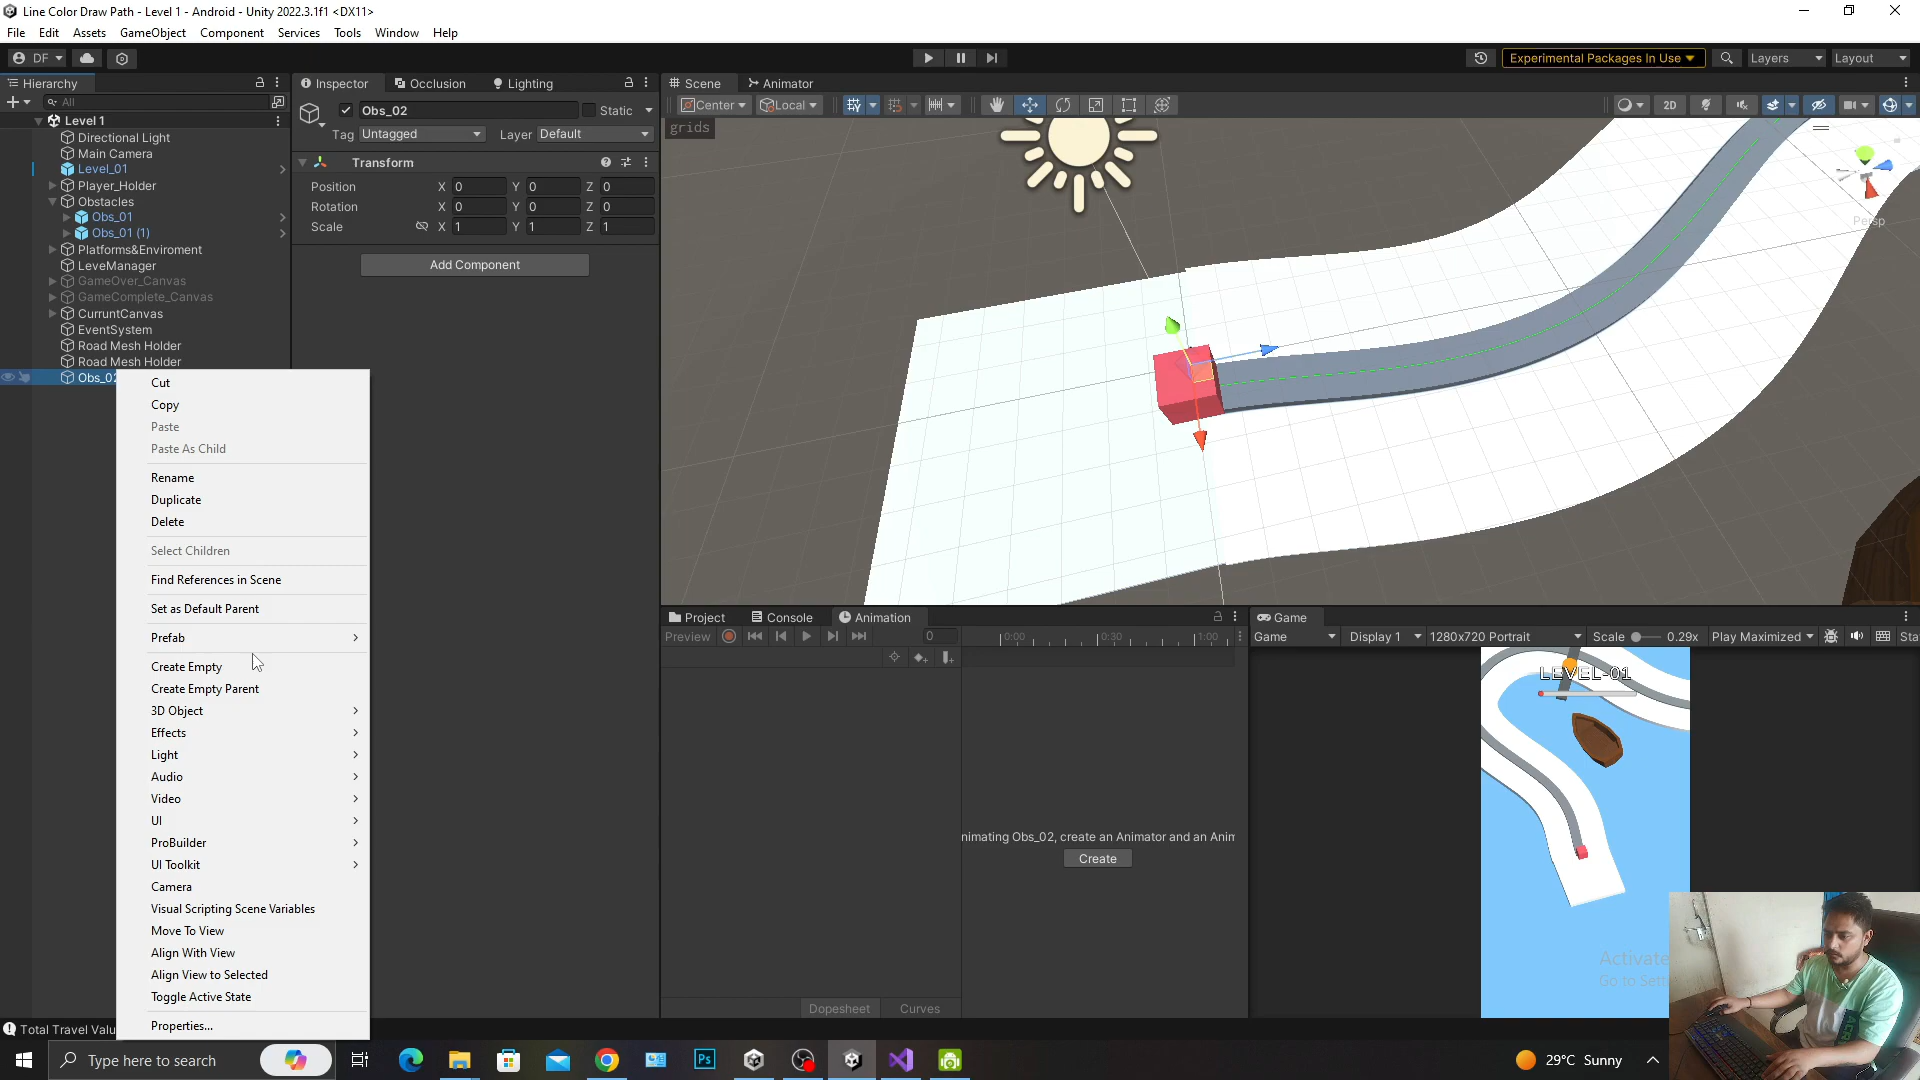 Line Color Draw Path - Level 1 - Android - Unity 2022.3.1f1 <DX11>
File Edit Assets GameObject Component Services Tools Window Help
DF
Experimental Packages In Use
Layers
Layout
Hierarchy
All
Level 1
Directional Light
Main Camera
Level_01
Player_Holder
Obstacles
Obs_01
Obs_01 (1)
Platforms&Enviroment
LeveManager
GameOver_Canvas
GameComplete_Canvas
CurruntCanvas
EventSystem
Road Mesh Holder
Road Mesh Holder
Obs_02
Cut
Copy
Paste
Paste As Child
Rename
Duplicate
Delete
Select Children
Find References in Scene
Set as Default Parent
Prefab
Create Empty
Create Empty Parent
3D Object
Effects
Light
Audio
Video
UI
ProBuilder
UI Toolkit
Camera
Visual Scripting Scene Variables
Move To View
Align With View
Align View to Selected
Toggle Active State
Properties...
Inspector Occlusion Lighting
Obs_02 Static
Tag Untagged Layer Default
Transform
Position X 0 Y 0 Z 0
Rotation X 0 Y 0 Z 0
Scale X 1 Y 1 Z 1
Add Component
Scene Animator
Center Local 2D
grids
Persp
Project Console Animation
Preview 0 0:00 0:30 1:00
nimating Obs_02, create an Animator and an Anim
Create
Dopesheet Curves
Game
Game Display 1 1280x720 Portrait Scale 0.29x Play Maximized Sta
LEVEL-01
Activate
Go to Sett
Total Travel Valu
Type here to search
Ps
29°C Sunny